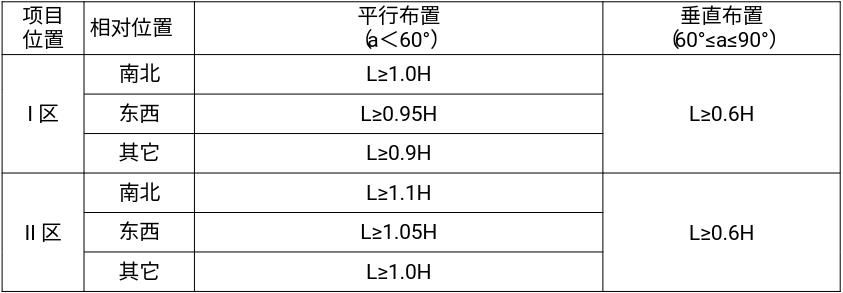 项目
位置
相对位置
平行布置
（a＜60°）
垂直布置
（60°≤a≤90°）
I 区
南北
L≥1.0H
L≥0.6H
东西
L≥0.95H
其它
L≥0.9H
II 区
南北
L≥1.1H
L≥0.6H
东西
L≥1.05H
其它
L≥1.0H